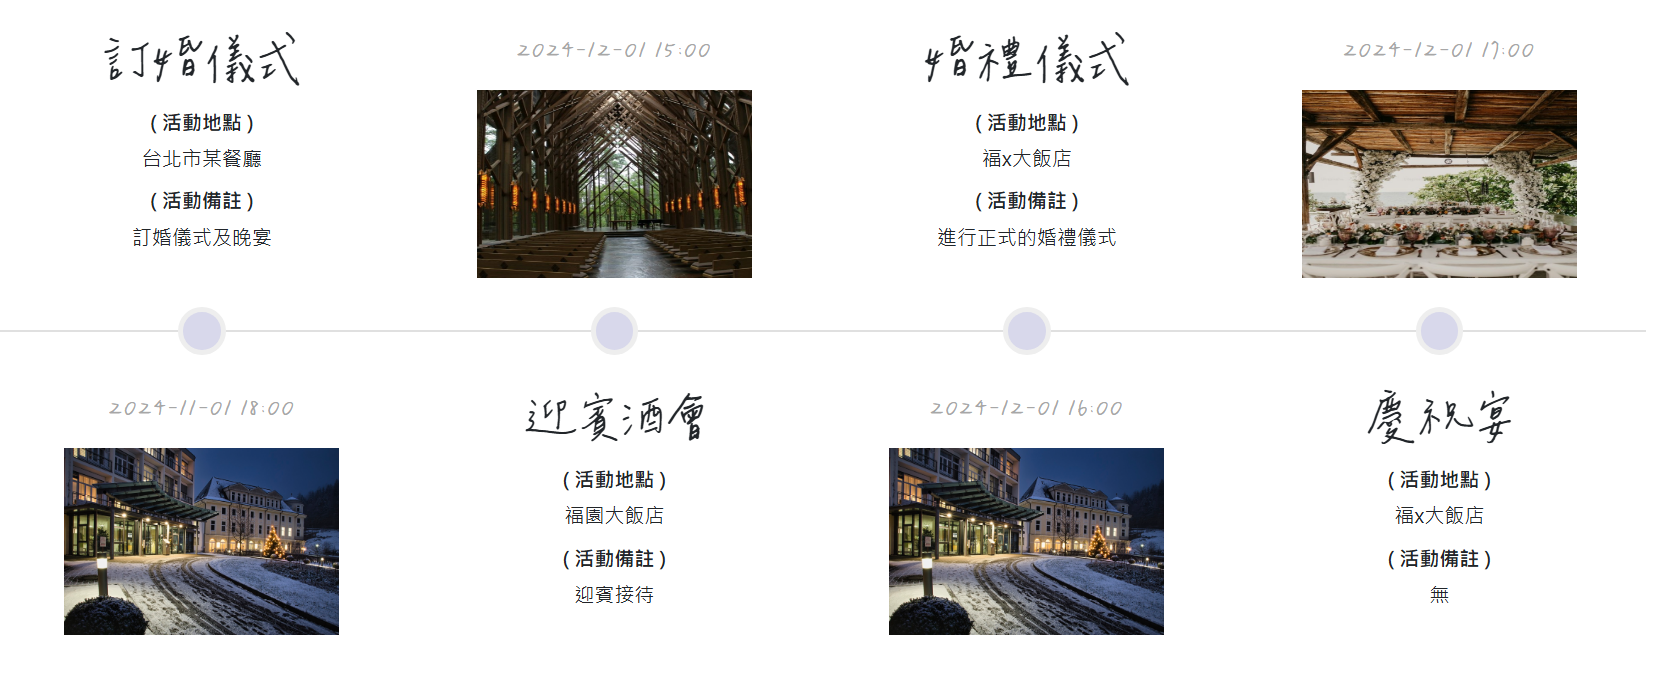 訂婚儀式
(活動地點)
台北市某餐廳
(活動備註)
訂婚儀式及晚宴
2024-11-01 18:00
2024-12-01 15:00
迎賓酒會
(活動地點)
福園大飯店
(活動備註)
迎賓接待
婚禮儀式
(活動地點)
福x大飯店
(活動備註)
進行正式的婚禮儀式
2024-12-01 16:00
2024-12-01 17:00
慶祝宴
(活動地點)
福x大飯店
(活動備註)
無